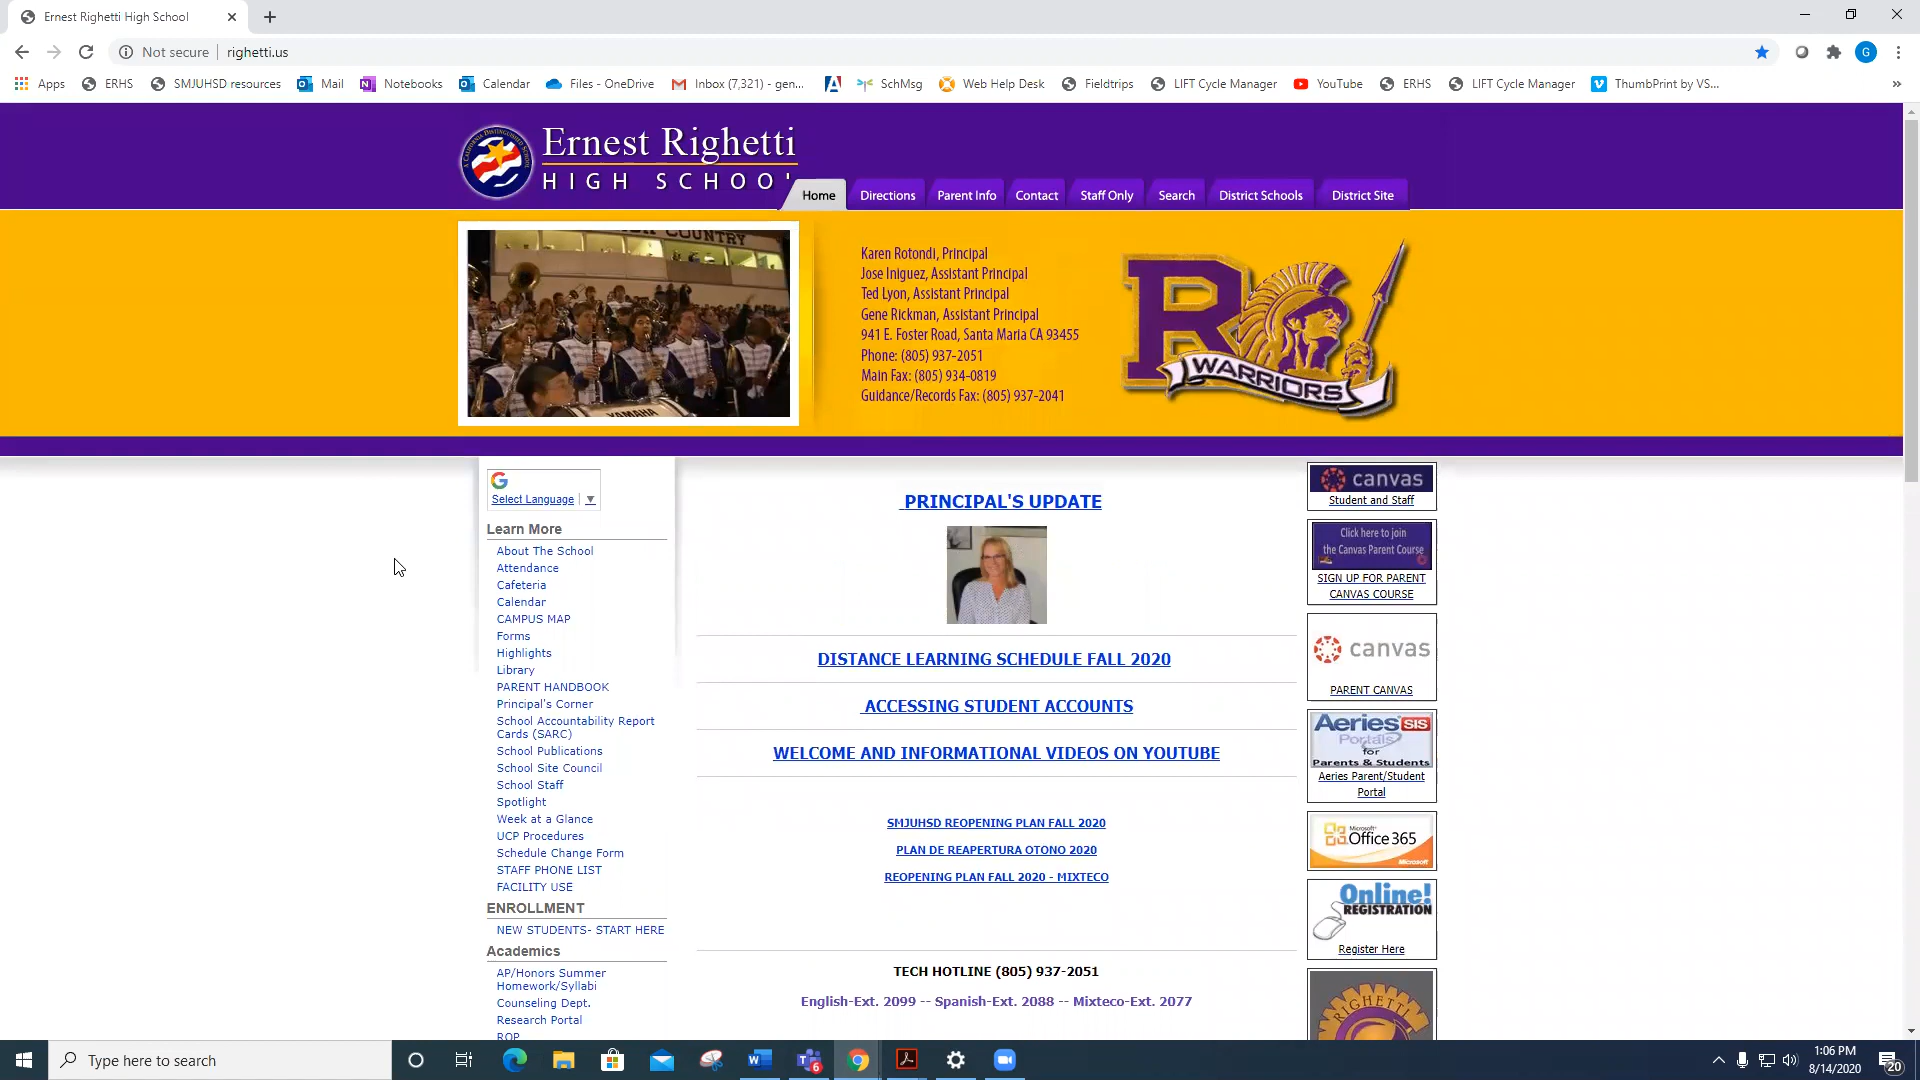 Ernest Righetti High School
Not secure
righetti.us
G
Apps
ERHS
SMJUHSD resources
Mail
Notebooks
Calendar
Files - OneDrive
Inbox (7,321) - gen...
SchMsg
Web Help Desk
Fieldtrips
LIFT Cycle Manager
YouTube
ERHS
LIFT Cycle Manager
ThumbPrint by VS...
Ernest Righetti
HIGH SCHOO
Home
Directions
Parent Info
Contact
Staff Only
Search
District Schools
District Site
COUNTRY
YAMAHA
Karen Rotondi, Principal
Jose Iniguez, Assistant Principal
Ted Lyon, Assistant Principal
Gene Rickman, Assistant Principal
941 E. Foster Road, Santa Maria CA 93455
Phone: (805) 937-2051
Main Fax: (805) 934-0819
Guidance/Records Fax: (805) 937-2041
R
WARRIORS
Select Language
Learn More
About The School
Attendance
Cafeteria
Calendar
CAMPUS MAP
Forms
Highlights
Library
PARENT HANDBOOK
Principal's Corner
School Accountability Report
Cards (SARC)
School Publications
School Site Council
School Staff
Spotlight
Week at a Glance
UCP Procedures
Schedule Change Form
STAFF PHONE LIST
FACILITY USE
ENROLLMENT
NEW STUDENTS- START HERE
Academics
AP/Honors Summer
Homework/Syllabi
Counseling Dept.
Research Portal
ROP
PRINCIPAL'S UPDATE
DISTANCE LEARNING SCHEDULE FALL 2020
ACCESSING STUDENT ACCOUNTS
WELCOME AND INFORMATIONAL VIDEOS ON YOUTUBE
SMJUHSD REOPENING PLAN FALL 2020
PLAN DE REAPERTURA OTONO 2020
REOPENING PLAN FALL 2020 - MIXTECO
TECH HOTLINE (805) 937-2051
English-Ext. 2099 -- Spanish-Ext. 2088 -- Mixteco-Ext. 2077
canvas
Student and Staff
Click here to join
the Canvas Parent Course
SIGN UP FOR PARENT
CANVAS COURSE
canvas
PARENT CANVAS
Aeries SIS
Portals
for
Parents & Students
Aeries Parent/Student
Portal
Microsoft
Office 365
Microsoft
Online!
REGISTRATION
Register Here
RIGHETTI
Type here to search
6
1:06 PM
8/14/2020
20